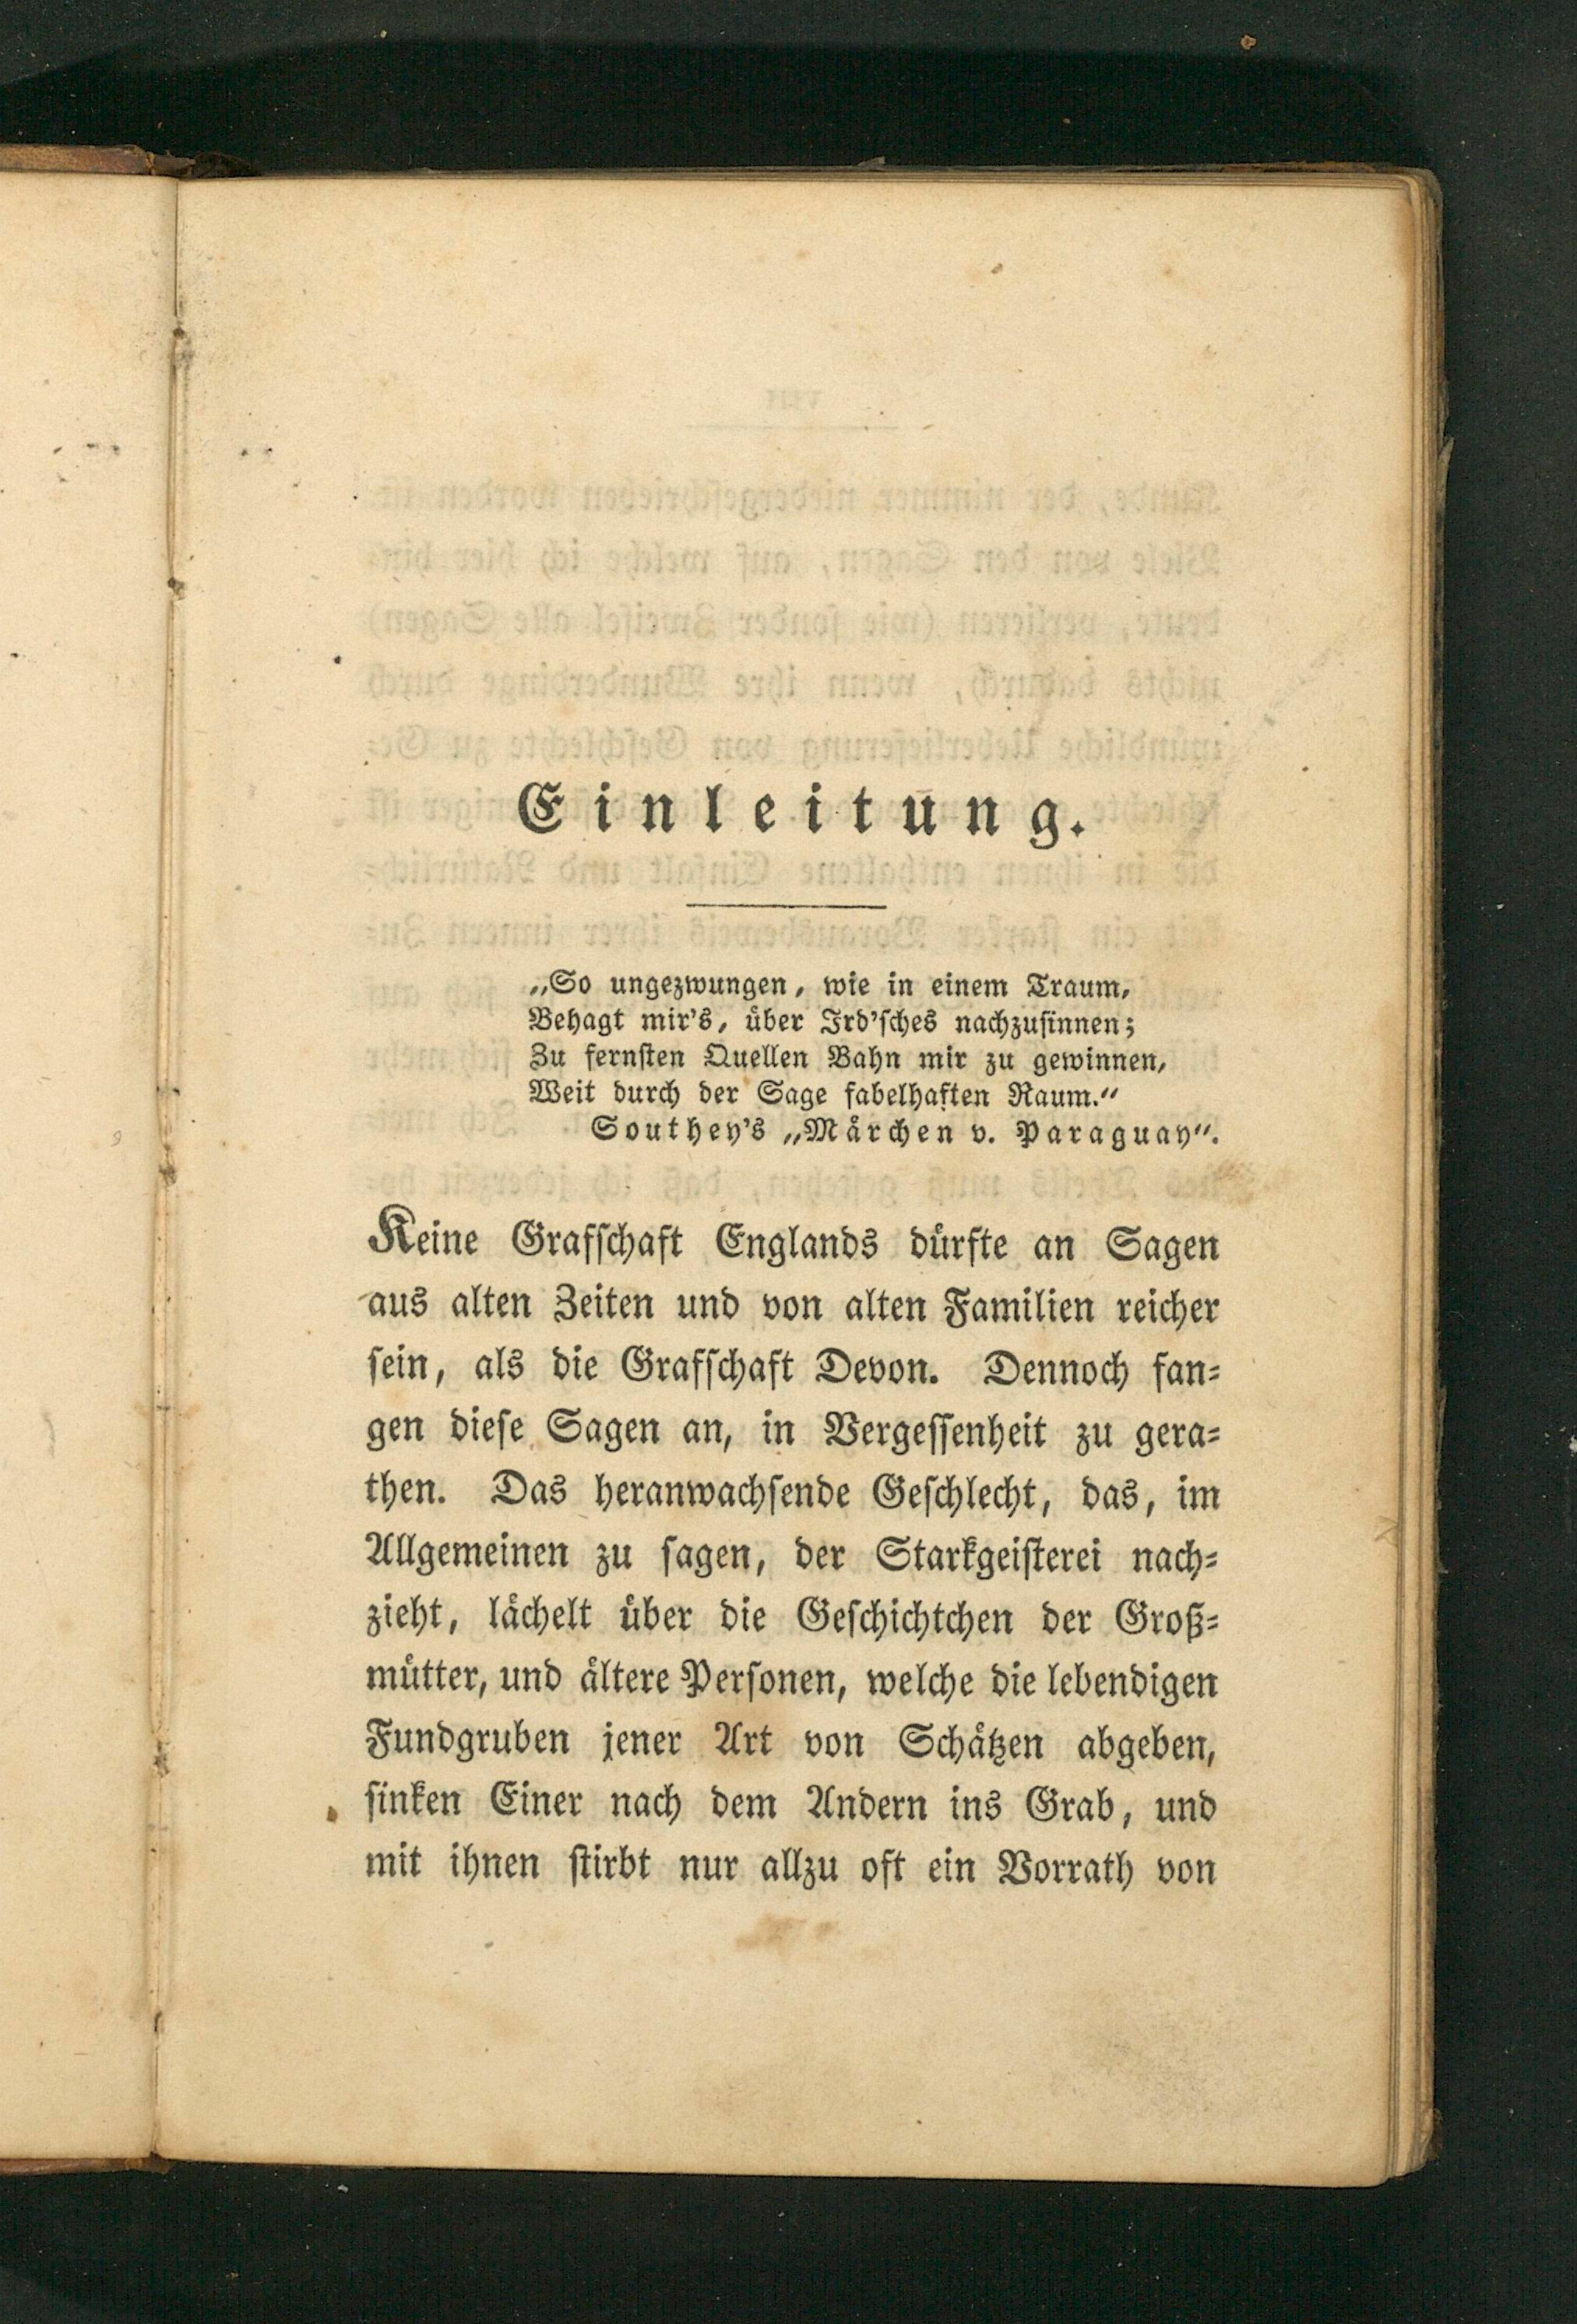 Einleitung.
„So ungezwungen, wie in einem Traum,
Behagt mir's, über Ird'sches nachzusinnen;
Zu fernsten Quellen Bahn mir zu gewinnen,
Weit durch der Sage fabelhaften Raum.“
Southey's „Märchen v. Paraguay“.
Keine Grafschaft Englands dürfte an Sagen
aus alten Zeiten und von alten Familien reicher
sein, als die Grafschaft Devon. Dennoch fan-
gen diese Sagen an, in Vergessenheit zu gera-
then. Das heranwachsende Geschlecht, das, im
Allgemeinen zu sagen, der Starkgeisterei nach-
zieht, lächelt über die Geschichtchen der Groß-
mütter, und ältere Personen, welche die lebendigen
Fundgruben jener Art von Schätzen abgeben,
sinken Einer nach dem Andern ins Grab, und
mit ihnen stirbt nur allzu oft ein Vorrath von